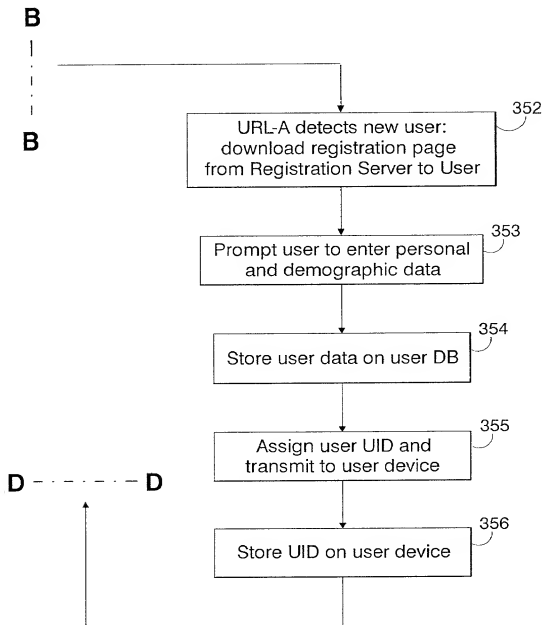 B
B
352
URL-A detects new user:
download registration page
from Registration Server to User
353
Prompt user to enter personal
and demographic data
354
Store user data on user DB
355
Assign user UID and
transmit to user device
D D
356
Store UID on user device